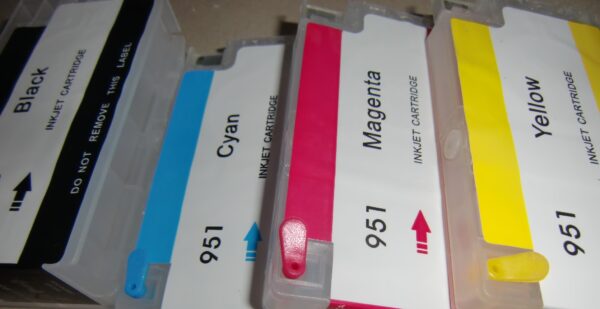 Black
INKJET CARTRIDGE
DO NOT REMOVE THIS LABEL
Cyan
INKJET CARTRIDGE
951
Magenta
INKJET CARTRIDGE
951
Yellow
INKJET CARTRIDGE
951